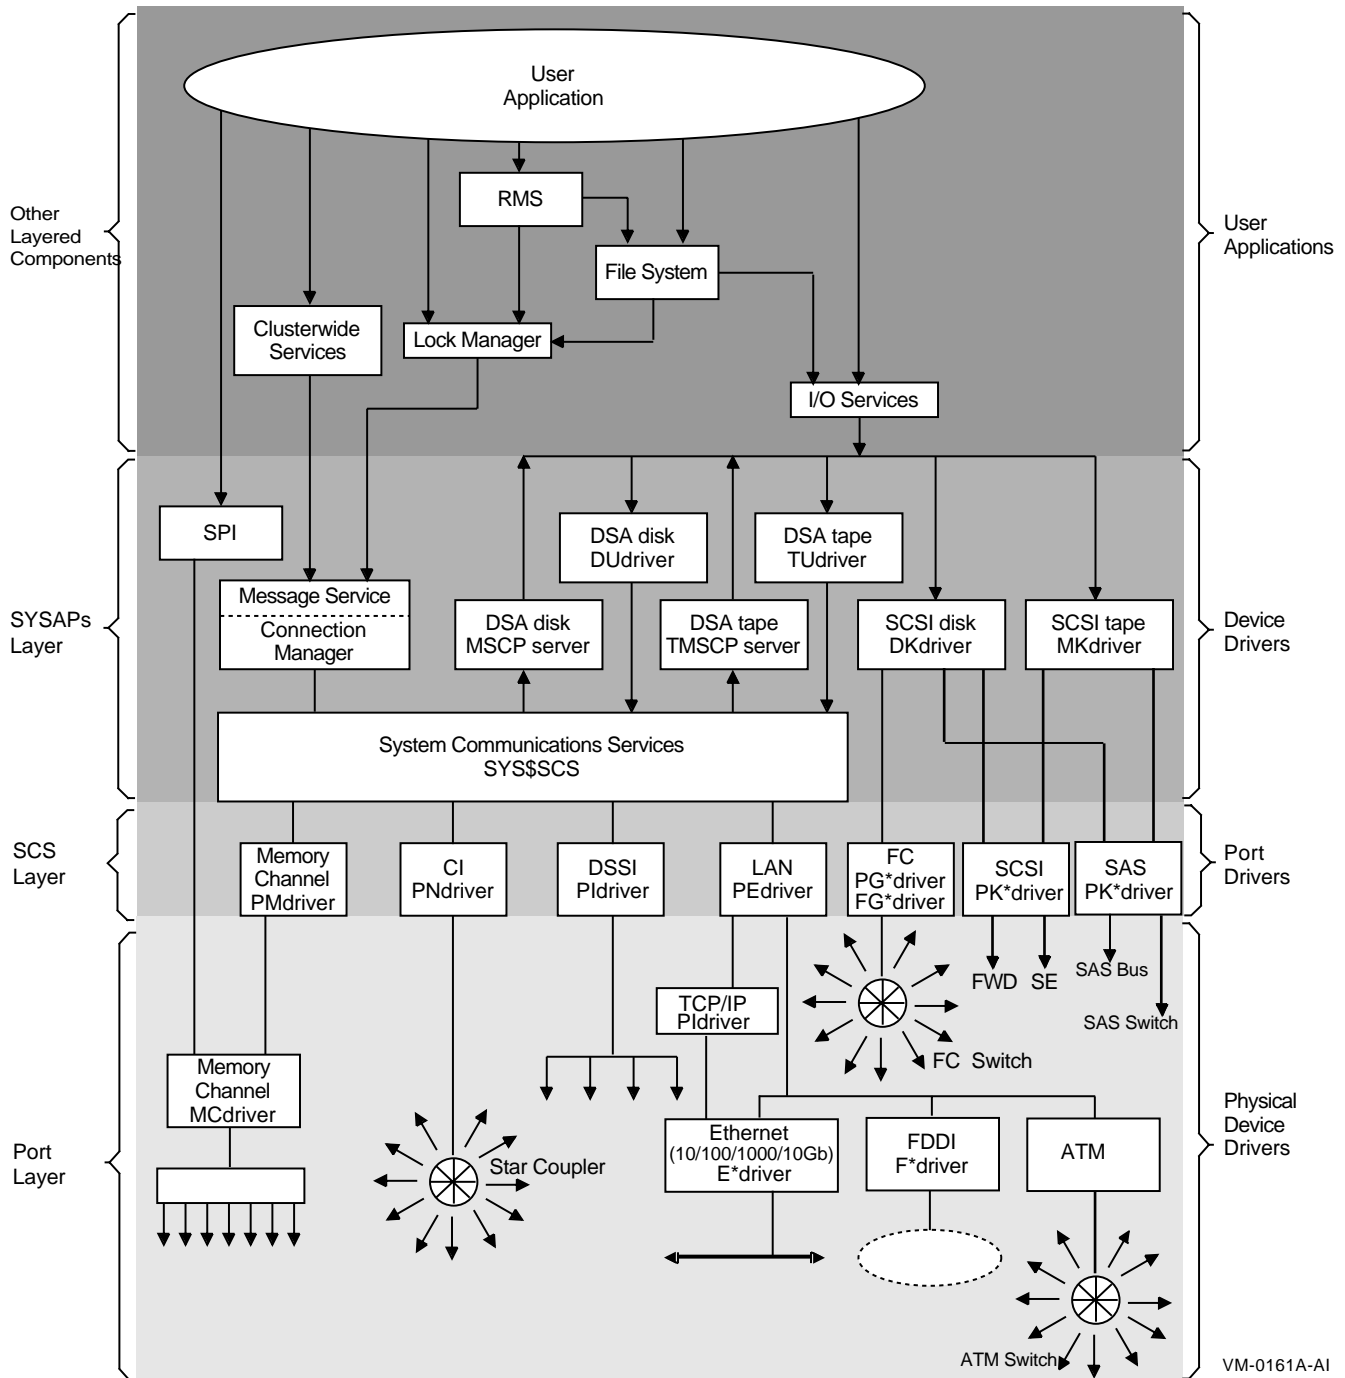 User
Application
RMS
Other
Layered
Components
User
Applications
File System
Clusterwide
Services
Lock Manager
I/O Services
SPI
DSA disk
DUdriver
DSA tape
TUdriver
Message Service
Connection
Manager
SYSAPs
Layer
DSA disk
MSCP server
DSA tape
TMSCP server
SCSI disk
DKdriver
SCSI tape
MKdriver
Device
Drivers
System Communications Services
SYS$SCS
SCS
Layer
Memory
Channel
PMdriver
CI
PNdriver
DSSI
PIdriver
LAN
PEdriver
FC
PG*driver
FG*driver
SCSI
PK*driver
SAS
PK*driver
Port
Drivers
FWD
SE
SAS Bus
SAS Switch
TCP/IP
PIdriver
FC Switch
Memory
Channel
MCdriver
Port
Layer
Star Coupler
Ethernet
(10/100/1000/10Gb)
E*driver
FDDI
F*driver
ATM
Physical
Device
Drivers
ATM Switch
VM-0161A-AI